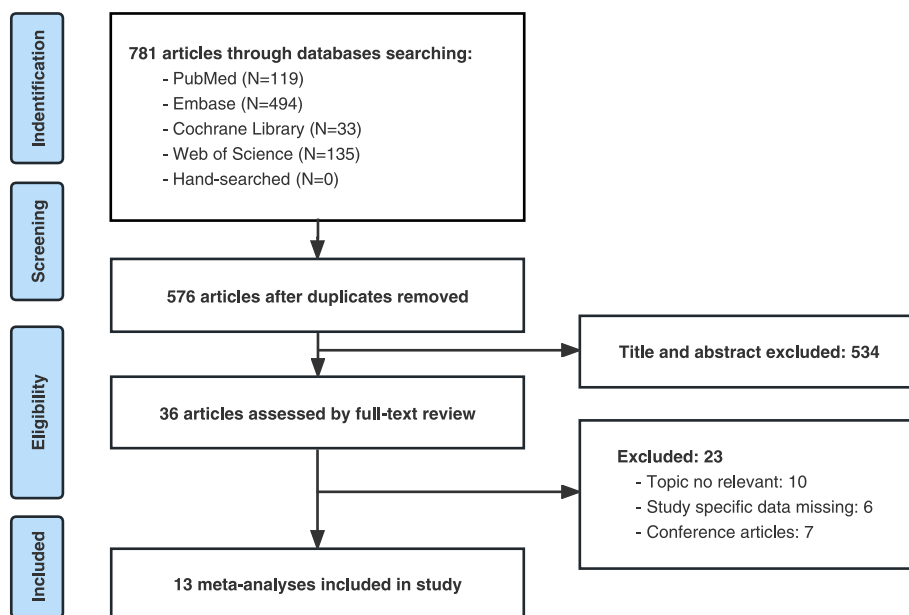 Indentification
781 articles through databases searching:
- PubMed (N=119)
- Embase (N=494)
- Cochrane Library (N=33)
- Web of Science (N=135)
- Hand-searched (N=0)
Screening
576 articles after duplicates removed
Title and abstract excluded: 534
Eligibility
36 articles assessed by full-text review
Excluded: 23
- Topic no relevant: 10
- Study specific data missing: 6
- Conference articles: 7
Included
13 meta-analyses included in study